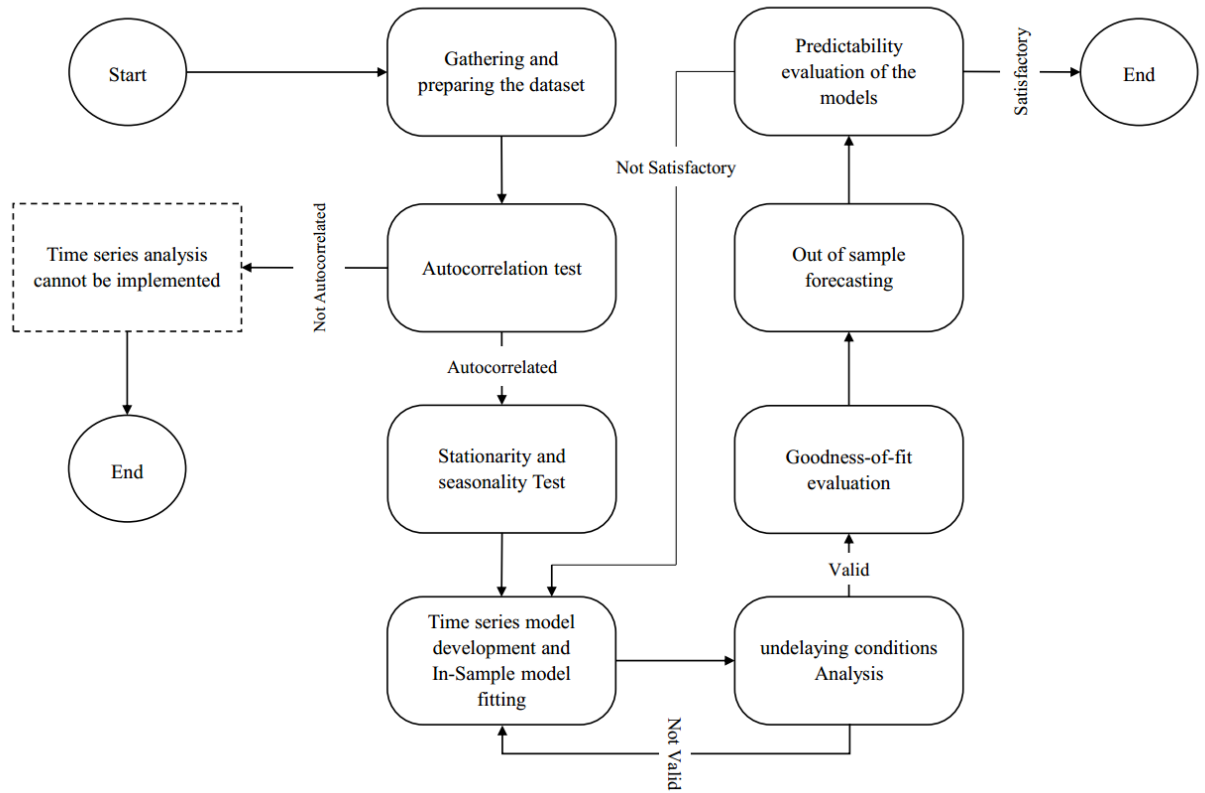 Start
Gathering and
preparing the dataset
Predictability
evaluation of the
models
Satisfactory
End
Not Satisfactory
Time series analysis
cannot be implemented
Not Autocorrelated
Autocorrelation test
Out of sample
forecasting
Autocorrelated
End
Stationarity and
seasonality Test
Goodness-of-fit
evaluation
Valid
Time series model
development and
In-Sample model
fitting
undelaying conditions
Analysis
Not Valid